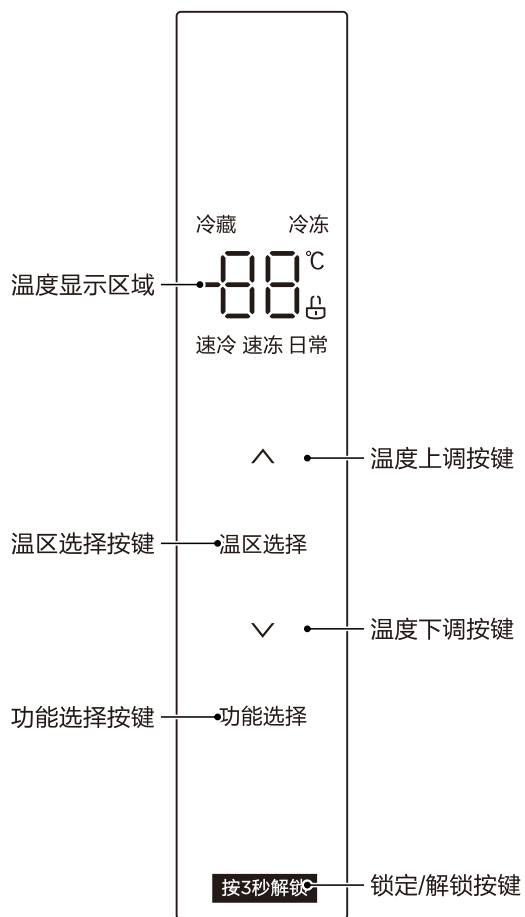 冷藏 冷冻
-88℃
温度显示区域
速冷 速冻 日常
温度上调按键
温区选择按键
温区选择
温度下调按键
功能选择按键
功能选择
按3秒解锁
锁定/解锁按键